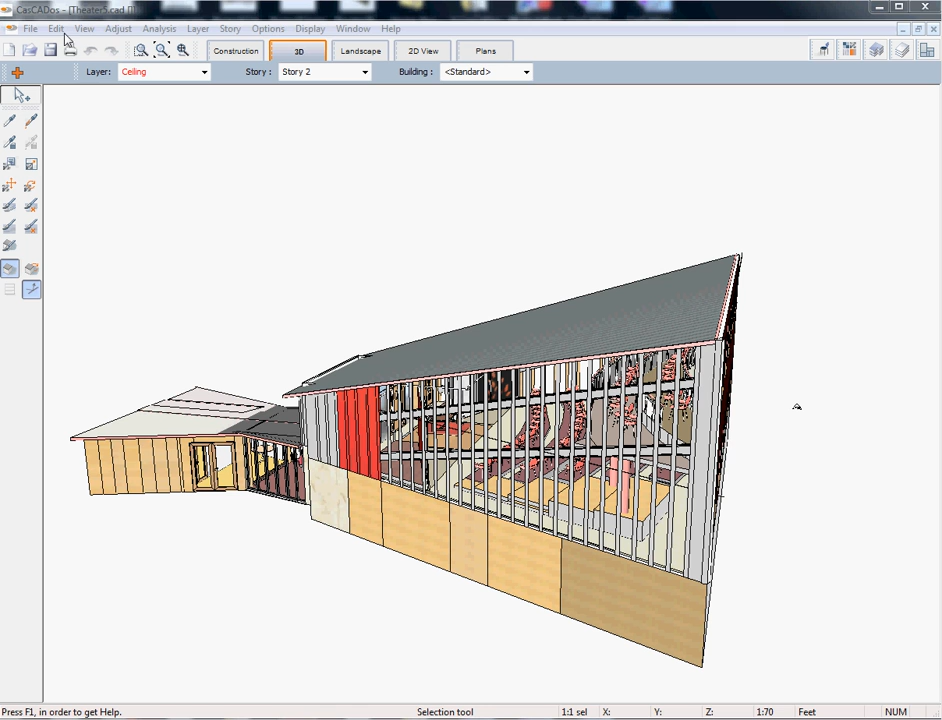 CasCADos - [Theater5.cad
File Edit View Adjust Analysis Layer Story Options Display Window Help
Construction 3D Landscape 2D View Plans
Layer: Ceiling Story : Story 2 Building : <Standard>
Press F1, in order to get Help. Selection tool 1:1 sel X: Y: Z: 1:70 Feet NUM